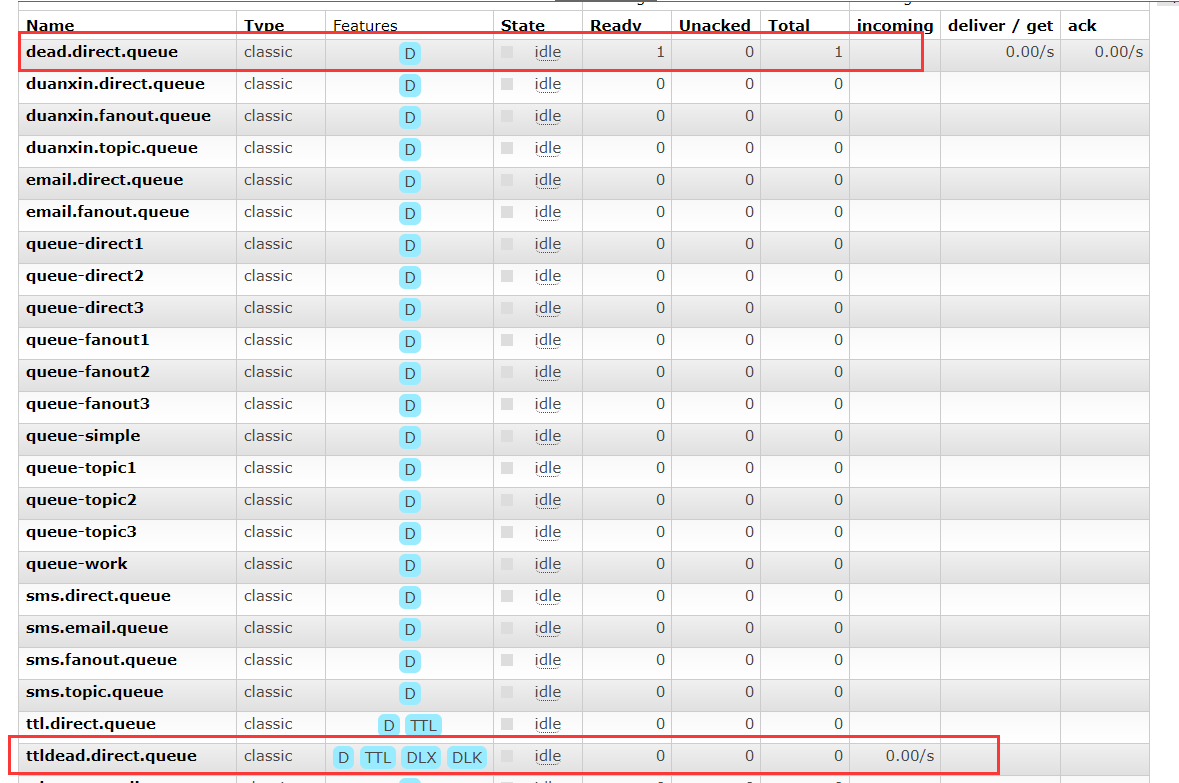 Name Type Features State Ready Unacked Total incoming deliver / get ack
dead.direct.queue classic D idle 1 0 1 0.00/s 0.00/s
duanxin.direct.queue classic D idle 0 0 0
duanxin.fanout.queue classic D idle 0 0 0
duanxin.topic.queue classic D idle 0 0 0
email.direct.queue classic D idle 0 0 0
email.fanout.queue classic D idle 0 0 0
queue-direct1 classic D idle 0 0 0
queue-direct2 classic D idle 0 0 0
queue-direct3 classic D idle 0 0 0
queue-fanout1 classic D idle 0 0 0
queue-fanout2 classic D idle 0 0 0
queue-fanout3 classic D idle 0 0 0
queue-simple classic D idle 0 0 0
queue-topic1 classic D idle 0 0 0
queue-topic2 classic D idle 0 0 0
queue-topic3 classic D idle 0 0 0
queue-work classic D idle 0 0 0
sms.direct.queue classic D idle 0 0 0
sms.email.queue classic D idle 0 0 0
sms.fanout.queue classic D idle 0 0 0
sms.topic.queue classic D idle 0 0 0
ttl.direct.queue classic D TTL idle 0 0 0
ttldead.direct.queue classic D TTL DLX DLK idle 0 0 0 0.00/s